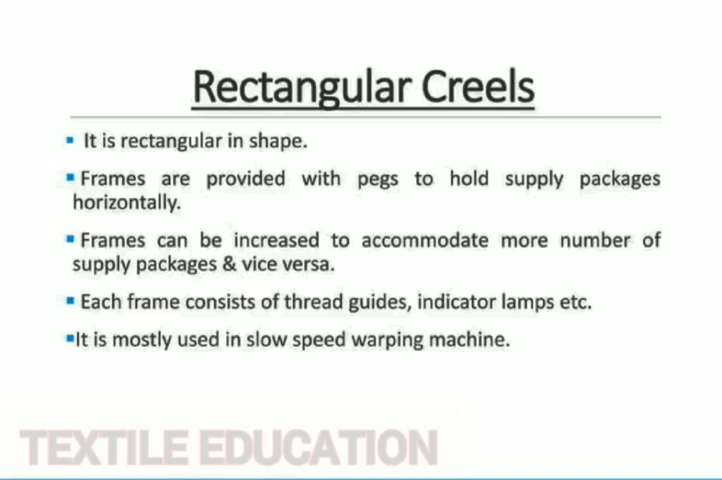 Rectangular Creels
▪ It is rectangular in shape.
▪ Frames are provided with pegs to hold supply packages
horizontally.
▪ Frames can be increased to accommodate more number of
supply packages & vice versa.
▪ Each frame consists of thread guides, indicator lamps etc.
▪It is mostly used in slow speed warping machine.
TEXTILE EDUCATION